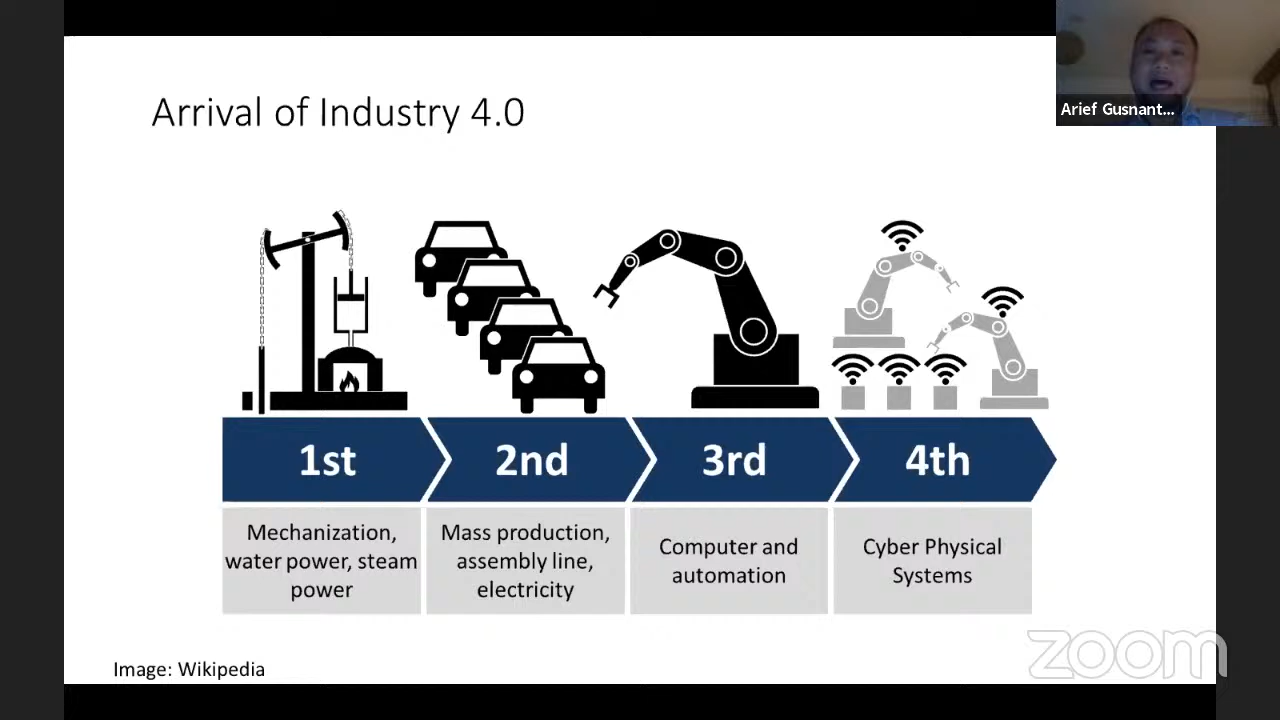 Arrival of Industry 4.0
Arief Gusnant...
1st
2nd
3rd
4th
Mechanization,
water power, steam
power
Mass production,
assembly line,
electricity
Computer and
automation
Cyber Physical
Systems
Image: Wikipedia
zoom